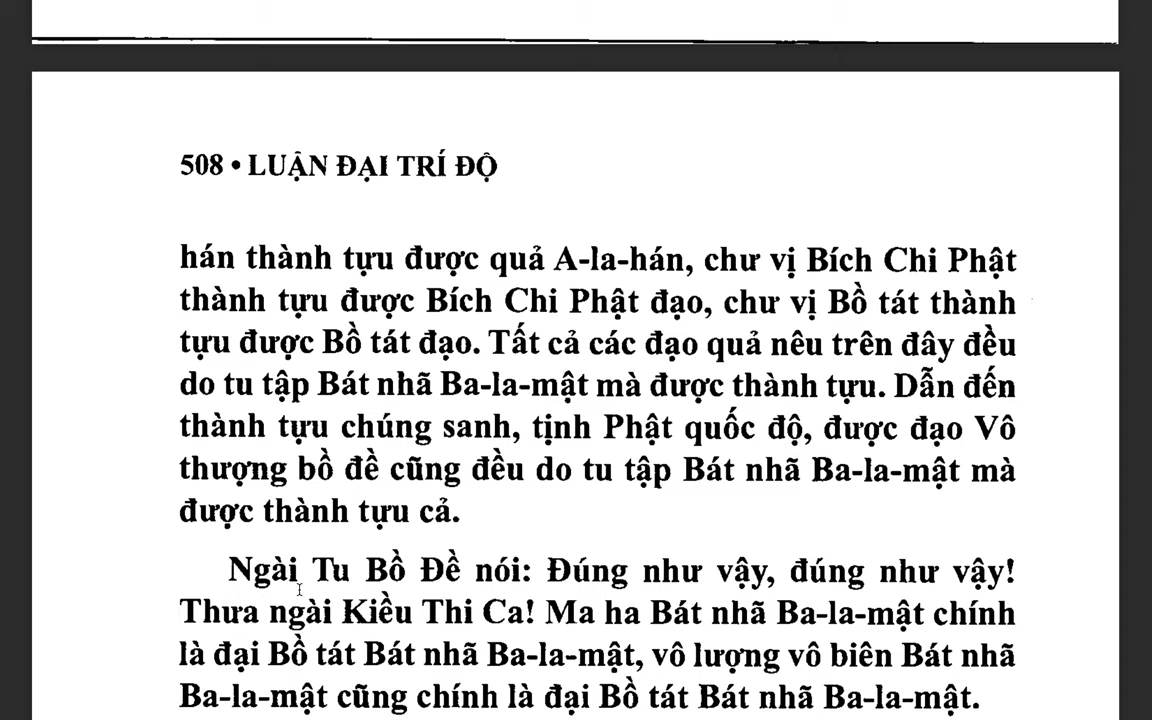 508 • LUẬN ĐẠI TRÍ ĐỘ
hán thành tựu được quả A-la-hán, chư vị Bích Chi Phật
thành tựu được Bích Chi Phật đạo, chư vị Bồ tát thành
tựu được Bồ tát đạo. Tất cả các đạo quả nêu trên đây đều
do tu tập Bát nhã Ba-la-mật mà được thành tựu. Dẫn đến
thành tựu chúng sanh, tịnh Phật quốc độ, được đạo Vô
thượng bồ đề cũng đều do tu tập Bát nhã Ba-la-mật mà
được thành tựu cả.
Ngài Tu Bồ Đề nói: Đúng như vậy, đúng như vậy!
Thưa ngài Kiều Thi Ca! Ma ha Bát nhã Ba-la-mật chính
là đại Bồ tát Bát nhã Ba-la-mật, vô lượng vô biên Bát nhã
Ba-la-mật cũng chính là đại Bồ tát Bát nhã Ba-la-mật.